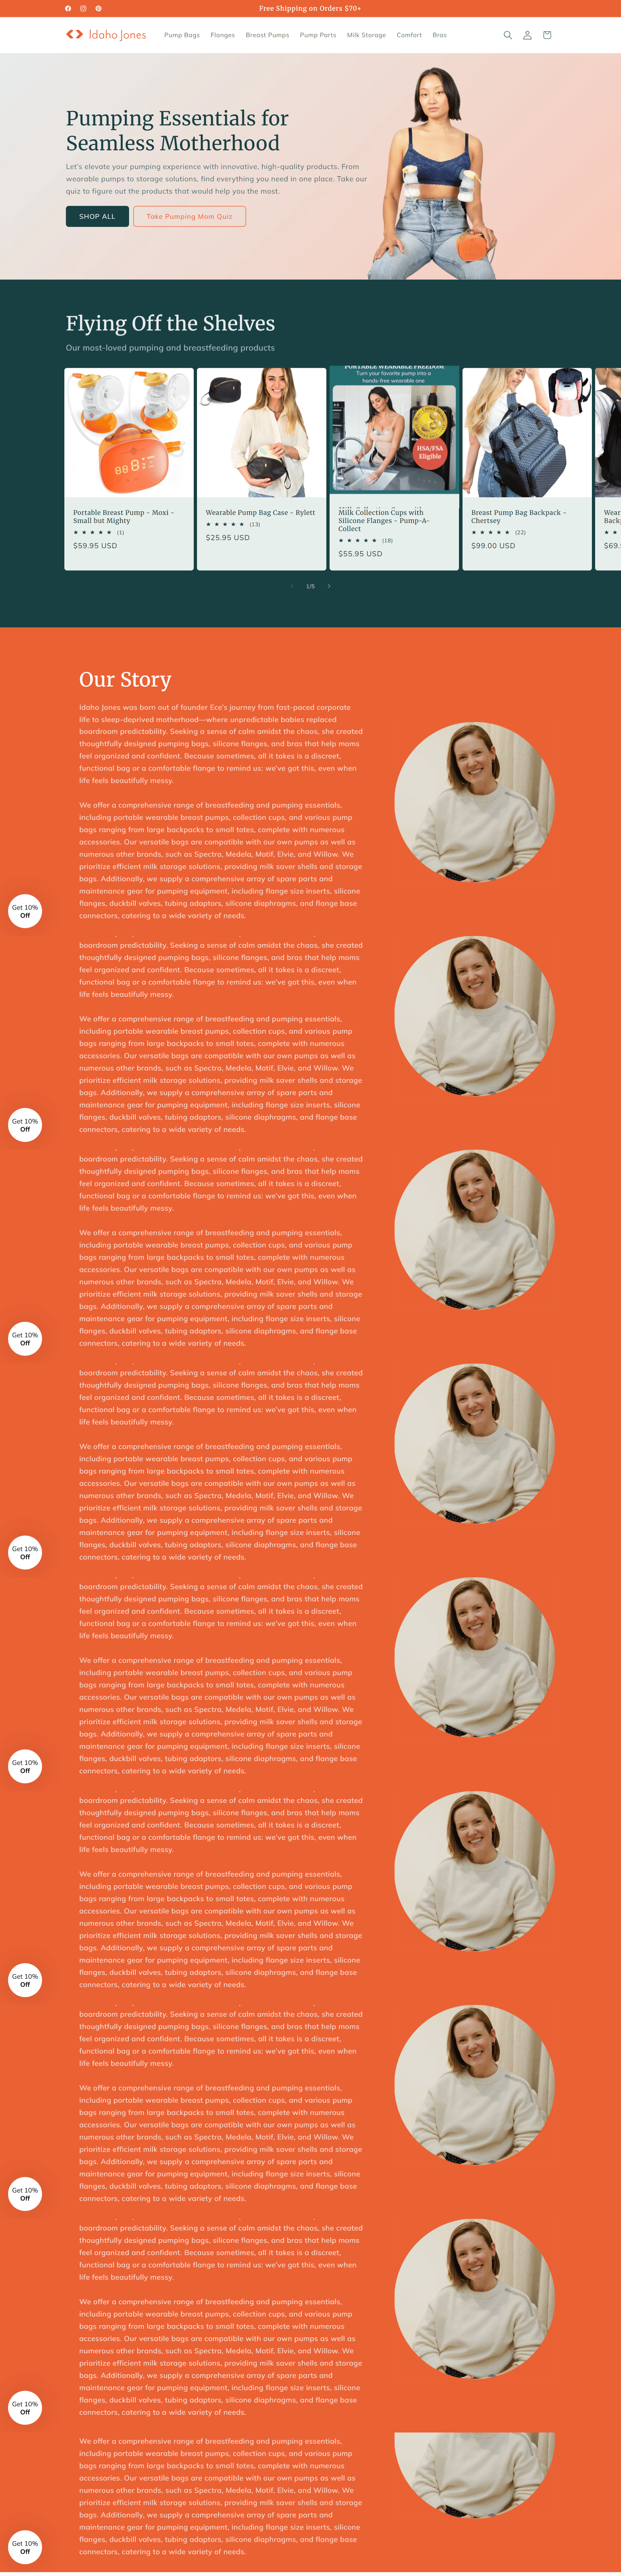 Free Shipping on Orders $70+
Idaho Jones
Pump Bags Flanges Breast Pumps Pump Parts Milk Storage Comfort Bras
Pumping Essentials for
Seamless Motherhood
Let's elevate your pumping experience with innovative, high-quality products. From
wearable pumps to storage solutions, find everything you need in one place. Take our
quiz to figure out the products that would help you the most.
SHOP ALL
Take Pumping Mom Quiz
Flying Off the Shelves
Our most-loved pumping and breastfeeding products
Portable Breast Pump - Moxi -
Small but Mighty
★ ★ ★ ★ ★ (1)
$59.95 USD
Wearable Pump Bag Case - Rylett
★ ★ ★ ★ ★ (13)
$25.95 USD
PORTABLE WEARABLE FREEDOM
Turn your favorite pump into a
hands-free wearable one
HSA/FSA
Eligible
Milk Collection Cups with
Silicone Flanges - Pump-A-
Collect
★ ★ ★ ★ ★ (18)
$55.95 USD
Breast Pump Bag Backpack -
Chertsey
★ ★ ★ ★ ★ (22)
$99.00 USD
1/5
Our Story
Idaho Jones was born out of founder Ece's journey from fast-paced corporate
life to sleep-deprived motherhood—where unpredictable babies replaced
boardroom predictability. Seeking a sense of calm amidst the chaos, she created
thoughtfully designed pumping bags, silicone flanges, and bras that help moms
feel organized and confident. Because sometimes, all it takes is a discreet,
functional bag or a comfortable flange to remind us: we've got this, even when
life feels beautifully messy.
We offer a comprehensive range of breastfeeding and pumping essentials,
including portable wearable breast pumps, collection cups, and various pump
bags ranging from large backpacks to small totes, complete with numerous
accessories. Our versatile bags are compatible with our own pumps as well as
numerous other brands, such as Spectra, Medela, Motif, Elvie, and Willow. We
prioritize efficient milk storage solutions, providing milk saver shells and storage
bags. Additionally, we supply a comprehensive array of spare parts and
maintenance gear for pumping equipment, including flange size inserts, silicone
flanges, duckbill valves, tubing adaptors, silicone diaphragms, and flange base
connectors, catering to a wide variety of needs.
Get 10%
Off
boardroom predictability. Seeking a sense of calm amidst the chaos, she created
thoughtfully designed pumping bags, silicone flanges, and bras that help moms
feel organized and confident. Because sometimes, all it takes is a discreet,
functional bag or a comfortable flange to remind us: we've got this, even when
life feels beautifully messy.
We offer a comprehensive range of breastfeeding and pumping essentials,
including portable wearable breast pumps, collection cups, and various pump
bags ranging from large backpacks to small totes, complete with numerous
accessories. Our versatile bags are compatible with our own pumps as well as
numerous other brands, such as Spectra, Medela, Motif, Elvie, and Willow. We
prioritize efficient milk storage solutions, providing milk saver shells and storage
bags. Additionally, we supply a comprehensive array of spare parts and
maintenance gear for pumping equipment, including flange size inserts, silicone
flanges, duckbill valves, tubing adaptors, silicone diaphragms, and flange base
connectors, catering to a wide variety of needs.
Get 10%
Off
boardroom predictability. Seeking a sense of calm amidst the chaos, she created
thoughtfully designed pumping bags, silicone flanges, and bras that help moms
feel organized and confident. Because sometimes, all it takes is a discreet,
functional bag or a comfortable flange to remind us: we've got this, even when
life feels beautifully messy.
We offer a comprehensive range of breastfeeding and pumping essentials,
including portable wearable breast pumps, collection cups, and various pump
bags ranging from large backpacks to small totes, complete with numerous
accessories. Our versatile bags are compatible with our own pumps as well as
numerous other brands, such as Spectra, Medela, Motif, Elvie, and Willow. We
prioritize efficient milk storage solutions, providing milk saver shells and storage
bags. Additionally, we supply a comprehensive array of spare parts and
maintenance gear for pumping equipment, including flange size inserts, silicone
flanges, duckbill valves, tubing adaptors, silicone diaphragms, and flange base
connectors, catering to a wide variety of needs.
Get 10%
Off
boardroom predictability. Seeking a sense of calm amidst the chaos, she created
thoughtfully designed pumping bags, silicone flanges, and bras that help moms
feel organized and confident. Because sometimes, all it takes is a discreet,
functional bag or a comfortable flange to remind us: we've got this, even when
life feels beautifully messy.
We offer a comprehensive range of breastfeeding and pumping essentials,
including portable wearable breast pumps, collection cups, and various pump
bags ranging from large backpacks to small totes, complete with numerous
accessories. Our versatile bags are compatible with our own pumps as well as
numerous other brands, such as Spectra, Medela, Motif, Elvie, and Willow. We
prioritize efficient milk storage solutions, providing milk saver shells and storage
bags. Additionally, we supply a comprehensive array of spare parts and
maintenance gear for pumping equipment, including flange size inserts, silicone
flanges, duckbill valves, tubing adaptors, silicone diaphragms, and flange base
connectors, catering to a wide variety of needs.
Get 10%
Off
boardroom predictability. Seeking a sense of calm amidst the chaos, she created
thoughtfully designed pumping bags, silicone flanges, and bras that help moms
feel organized and confident. Because sometimes, all it takes is a discreet,
functional bag or a comfortable flange to remind us: we've got this, even when
life feels beautifully messy.
We offer a comprehensive range of breastfeeding and pumping essentials,
including portable wearable breast pumps, collection cups, and various pump
bags ranging from large backpacks to small totes, complete with numerous
accessories. Our versatile bags are compatible with our own pumps as well as
numerous other brands, such as Spectra, Medela, Motif, Elvie, and Willow. We
prioritize efficient milk storage solutions, providing milk saver shells and storage
bags. Additionally, we supply a comprehensive array of spare parts and
maintenance gear for pumping equipment, including flange size inserts, silicone
flanges, duckbill valves, tubing adaptors, silicone diaphragms, and flange base
connectors, catering to a wide variety of needs.
Get 10%
Off
boardroom predictability. Seeking a sense of calm amidst the chaos, she created
thoughtfully designed pumping bags, silicone flanges, and bras that help moms
feel organized and confident. Because sometimes, all it takes is a discreet,
functional bag or a comfortable flange to remind us: we've got this, even when
life feels beautifully messy.
We offer a comprehensive range of breastfeeding and pumping essentials,
including portable wearable breast pumps, collection cups, and various pump
bags ranging from large backpacks to small totes, complete with numerous
accessories. Our versatile bags are compatible with our own pumps as well as
numerous other brands, such as Spectra, Medela, Motif, Elvie, and Willow. We
prioritize efficient milk storage solutions, providing milk saver shells and storage
bags. Additionally, we supply a comprehensive array of spare parts and
maintenance gear for pumping equipment, including flange size inserts, silicone
flanges, duckbill valves, tubing adaptors, silicone diaphragms, and flange base
connectors, catering to a wide variety of needs.
Get 10%
Off
boardroom predictability. Seeking a sense of calm amidst the chaos, she created
thoughtfully designed pumping bags, silicone flanges, and bras that help moms
feel organized and confident. Because sometimes, all it takes is a discreet,
functional bag or a comfortable flange to remind us: we've got this, even when
life feels beautifully messy.
We offer a comprehensive range of breastfeeding and pumping essentials,
including portable wearable breast pumps, collection cups, and various pump
bags ranging from large backpacks to small totes, complete with numerous
accessories. Our versatile bags are compatible with our own pumps as well as
numerous other brands, such as Spectra, Medela, Motif, Elvie, and Willow. We
prioritize efficient milk storage solutions, providing milk saver shells and storage
bags. Additionally, we supply a comprehensive array of spare parts and
maintenance gear for pumping equipment, including flange size inserts, silicone
flanges, duckbill valves, tubing adaptors, silicone diaphragms, and flange base
connectors, catering to a wide variety of needs.
Get 10%
Off
boardroom predictability. Seeking a sense of calm amidst the chaos, she created
thoughtfully designed pumping bags, silicone flanges, and bras that help moms
feel organized and confident. Because sometimes, all it takes is a discreet,
functional bag or a comfortable flange to remind us: we've got this, even when
life feels beautifully messy.
We offer a comprehensive range of breastfeeding and pumping essentials,
including portable wearable breast pumps, collection cups, and various pump
bags ranging from large backpacks to small totes, complete with numerous
accessories. Our versatile bags are compatible with our own pumps as well as
numerous other brands, such as Spectra, Medela, Motif, Elvie, and Willow. We
prioritize efficient milk storage solutions, providing milk saver shells and storage
bags. Additionally, we supply a comprehensive array of spare parts and
maintenance gear for pumping equipment, including flange size inserts, silicone
flanges, duckbill valves, tubing adaptors, silicone diaphragms, and flange base
connectors, catering to a wide variety of needs.
Get 10%
Off
We offer a comprehensive range of breastfeeding and pumping essentials,
including portable wearable breast pumps, collection cups, and various pump
bags ranging from large backpacks to small totes, complete with numerous
accessories. Our versatile bags are compatible with our own pumps as well as
numerous other brands, such as Spectra, Medela, Motif, Elvie, and Willow. We
prioritize efficient milk storage solutions, providing milk saver shells and storage
bags. Additionally, we supply a comprehensive array of spare parts and
maintenance gear for pumping equipment, including flange size inserts, silicone
flanges, duckbill valves, tubing adaptors, silicone diaphragms, and flange base
connectors, catering to a wide variety of needs.
Get 10%
Off